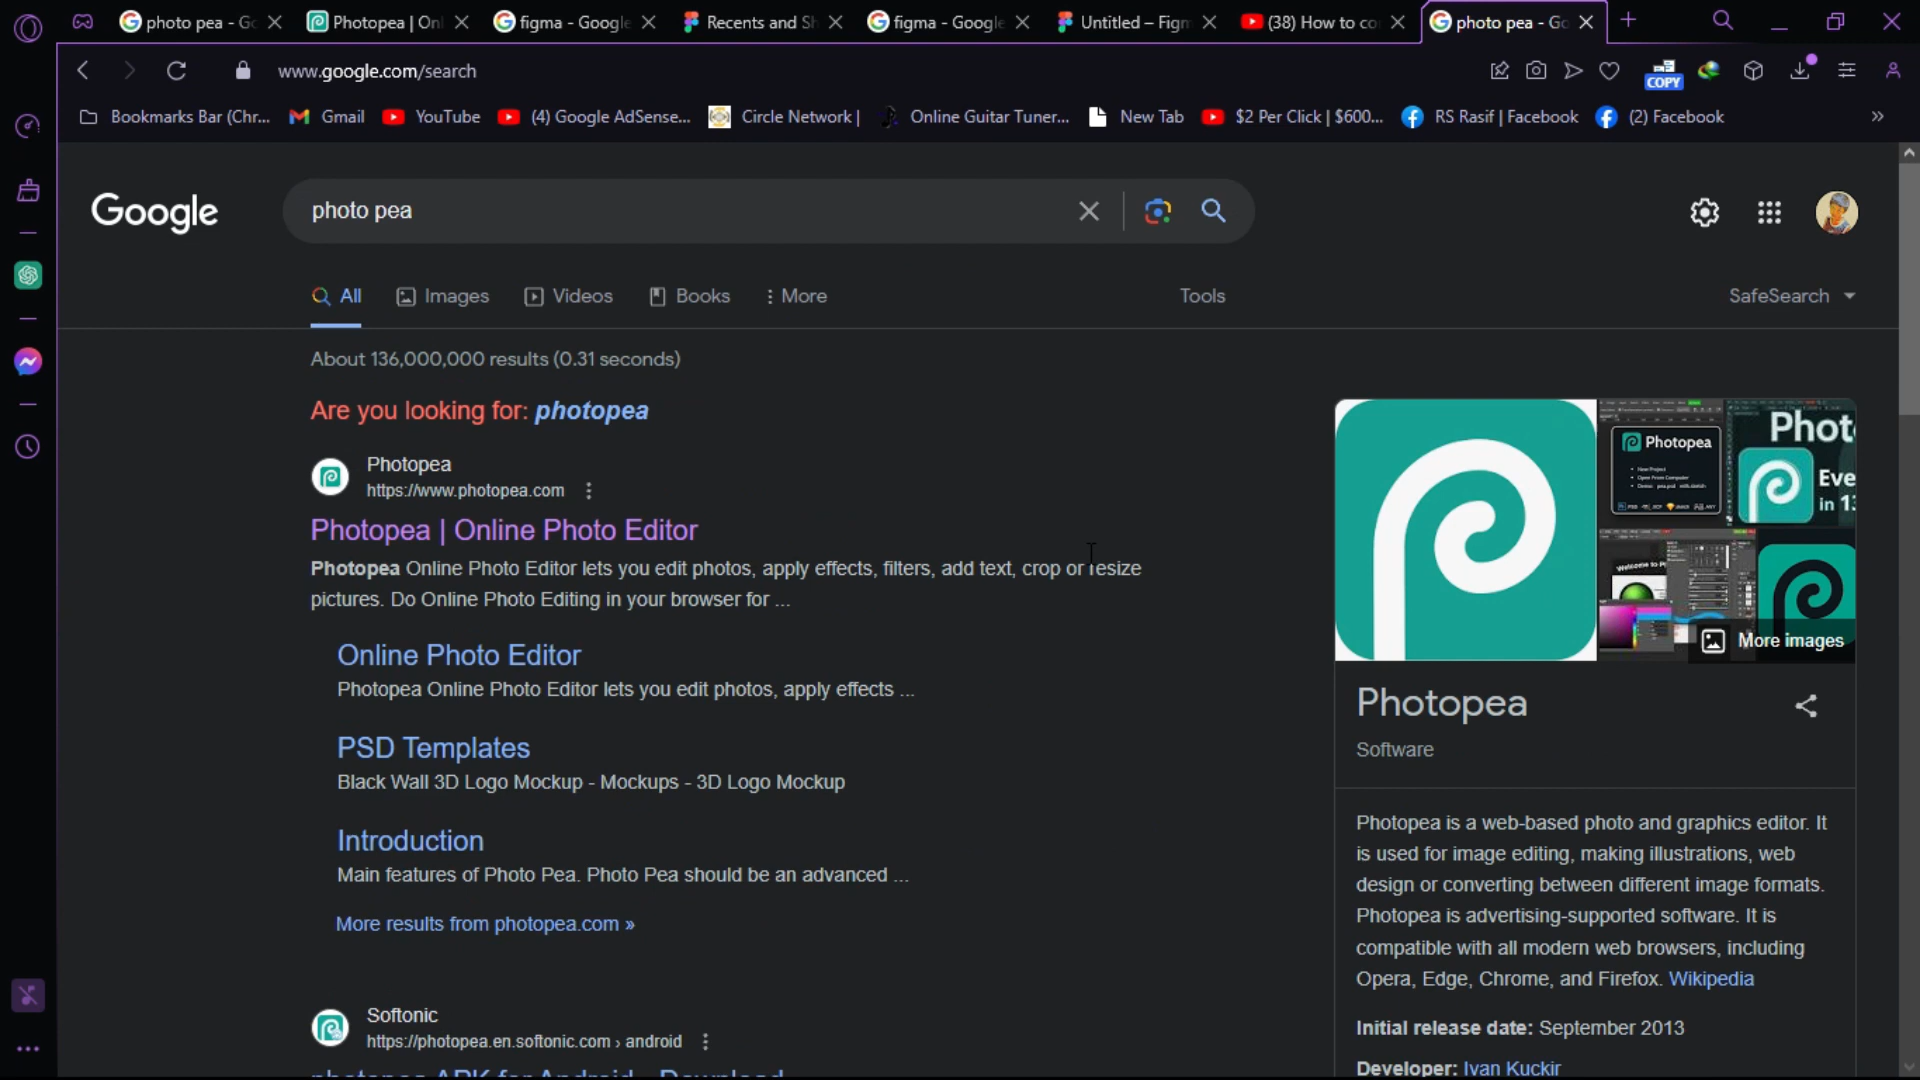 photo pea - Go
Photopea | Onl
figma - Google
Recents and Sh
figma - Google
Untitled – Figm
(38) How to co
photo pea - Go
www.google.com/search
COPY
Bookmarks Bar (Chr...
Gmail
YouTube
(4) Google AdSense...
Circle Network |
Online Guitar Tuner...
New Tab
$2 Per Click | $600...
RS Rasif | Facebook
(2) Facebook
Google
photo pea
All
Images
Videos
Books
More
Tools
SafeSearch
About 136,000,000 results (0.31 seconds)
Are you looking for: photopea
Photopea
https://www.photopea.com
Photopea | Online Photo Editor
Photopea Online Photo Editor lets you edit photos, apply effects, filters, add text, crop or resize
pictures. Do Online Photo Editing in your browser for ...
Online Photo Editor
Photopea Online Photo Editor lets you edit photos, apply effects ...
PSD Templates
Black Wall 3D Logo Mockup - Mockups - 3D Logo Mockup
Introduction
Main features of Photo Pea. Photo Pea should be an advanced ...
More results from photopea.com »
Softonic
https://photopea.en.softonic.com › android
photopea APK for Android - Download
Photopea
Phot
Eve
in 13
More images
Photopea
Software
Photopea is a web-based photo and graphics editor. It
is used for image editing, making illustrations, web
design or converting between different image formats.
Photopea is advertising-supported software. It is
compatible with all modern web browsers, including
Opera, Edge, Chrome, and Firefox. Wikipedia
Initial release date: September 2013
Developer: Ivan Kuckir